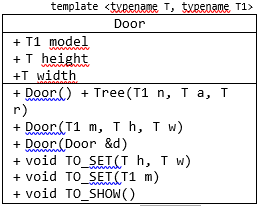 template <typename T, typename T1>
Door
+ T1 model
+ T height
+T width
+ Door() + Tree(T1 n, T a, T
r)
+ Door(T1 m, T h, T w)
+ Door(Door &d)
+ void TO_SET(T h, T w)
+ void TO_SET(T1 m)
+ void TO_SHOW()